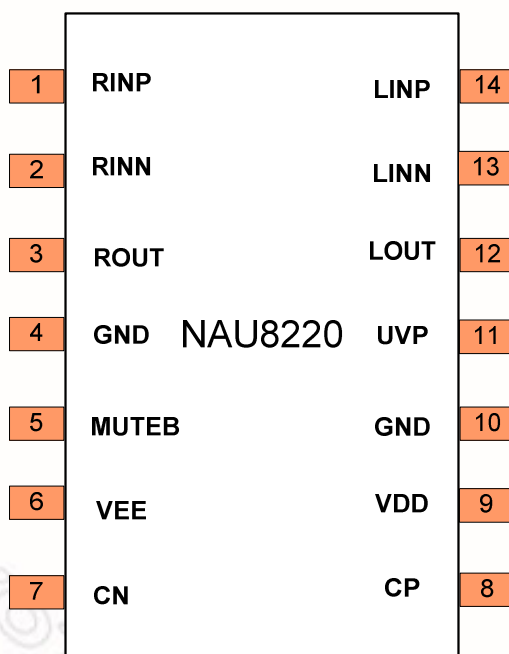 1 RINP LINP 14
2 RINN LINN 13
3 ROUT LOUT 12
4 GND NAU8220 UVP 11
5 MUTEB GND 10
6 VEE VDD 9
7 CN CP 8